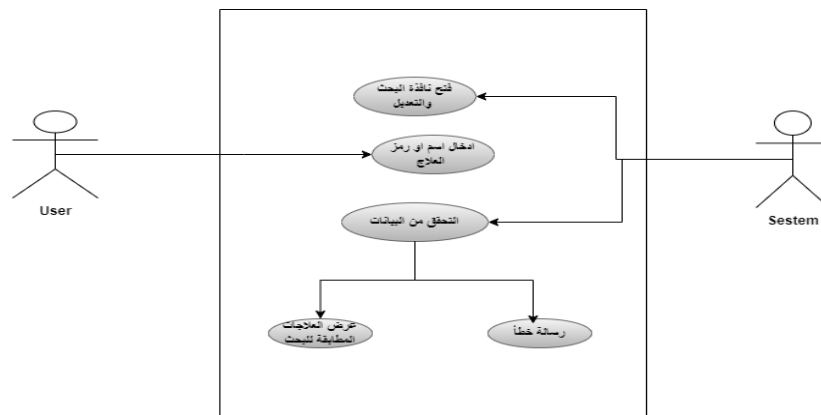 فتح نافذة البحث
والتعديل
ادخال اسم او رمز
العلاج
User
Sestem
التحقق من البيانات
عرض العلاجات
المطابقة للبحث
رسالة خطأ